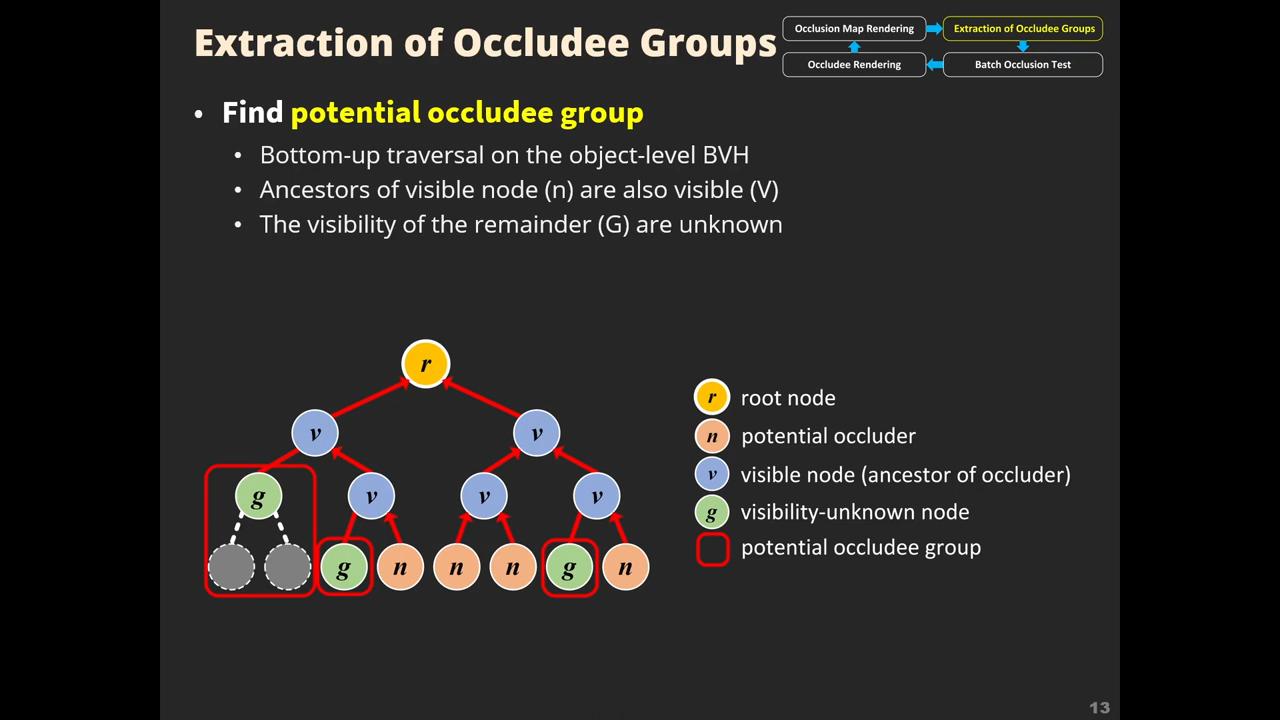 Extraction of Occludee Groups
Occlusion Map Rendering
Extraction of Occludee Groups
Occludee Rendering
Batch Occlusion Test
• Find potential occludee group
• Bottom-up traversal on the object-level BVH
• Ancestors of visible node (n) are also visible (V)
• The visibility of the remainder (G) are unknown
r
v v
g v v v
g n n n g n
r root node
n potential occluder
v visible node (ancestor of occluder)
g visibility-unknown node
potential occludee group
13